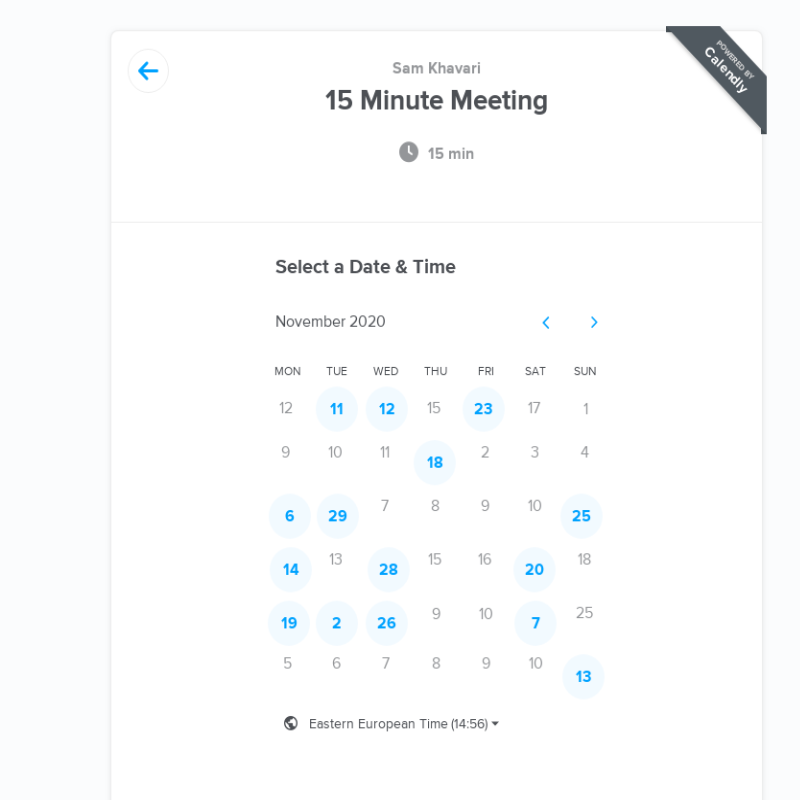 Sam Khavari
POWERED BY
Calendly
15 Minute Meeting
15 min
Select a Date & Time
November 2020
MON TUE WED THU FRI SAT SUN
12 11 12 15 23 17 1
9 10 11 18 2 3 4
6 29 7 8 9 10 25
14 13 28 15 16 20 18
19 2 26 9 10 7 25
5 6 7 8 9 10 13
Eastern European Time (14:56)